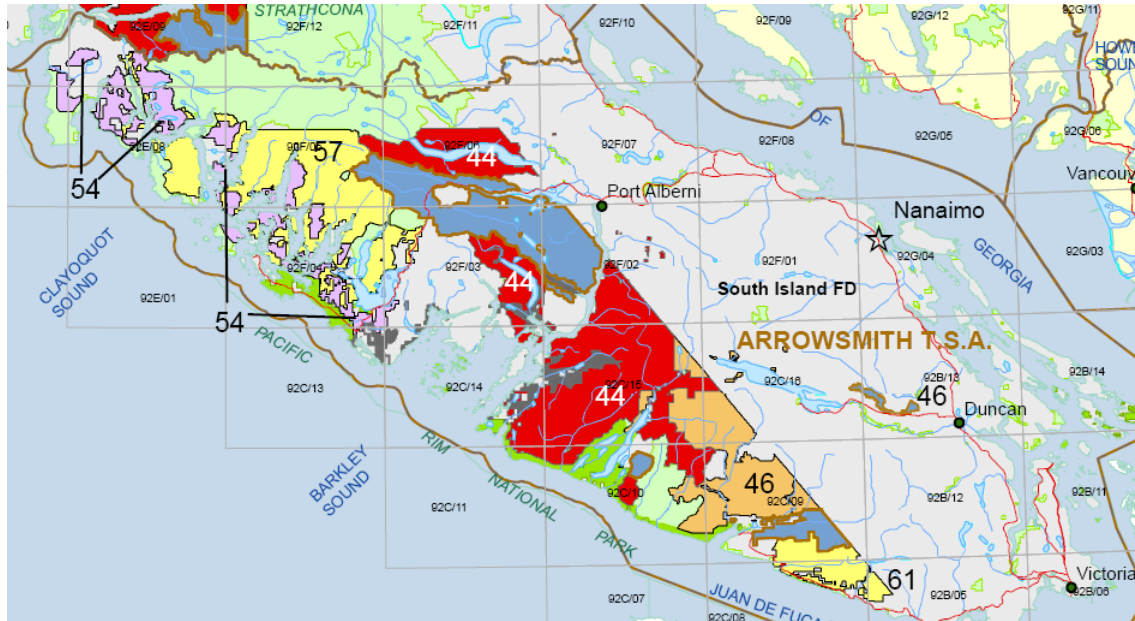 STRATHCONA
92F/11
92F/10
92F/09
92G/12
92G/11
92E/09
92F/12
HOWE
SOUND
OF
92E/08
92F/05
57
92F/06
44
92F/07
92F/08
92G/05
92G/06
54
Port Alberni
Vancouv
Nanaimo
CLAYOQUOT
SOUND
92E/01
92F/04
92F/03
44
92F/02
92F/01
92G/04
GEORGIA
92G/03
South Island FD
54
PACIFIC
ARROWSMITH T.S.A.
92C/13
92C/14
92C/15
44
92C/16
92B/13
46
92B/14
Duncan
RIM
BARKLEY
SOUND
NATIONAL
92C/11
92C/10
46
92C/09
92B/12
92B/11
PARK
61
Victoria
92C/07
JUAN DE FUCA
92C/08
92B/05
92B/06